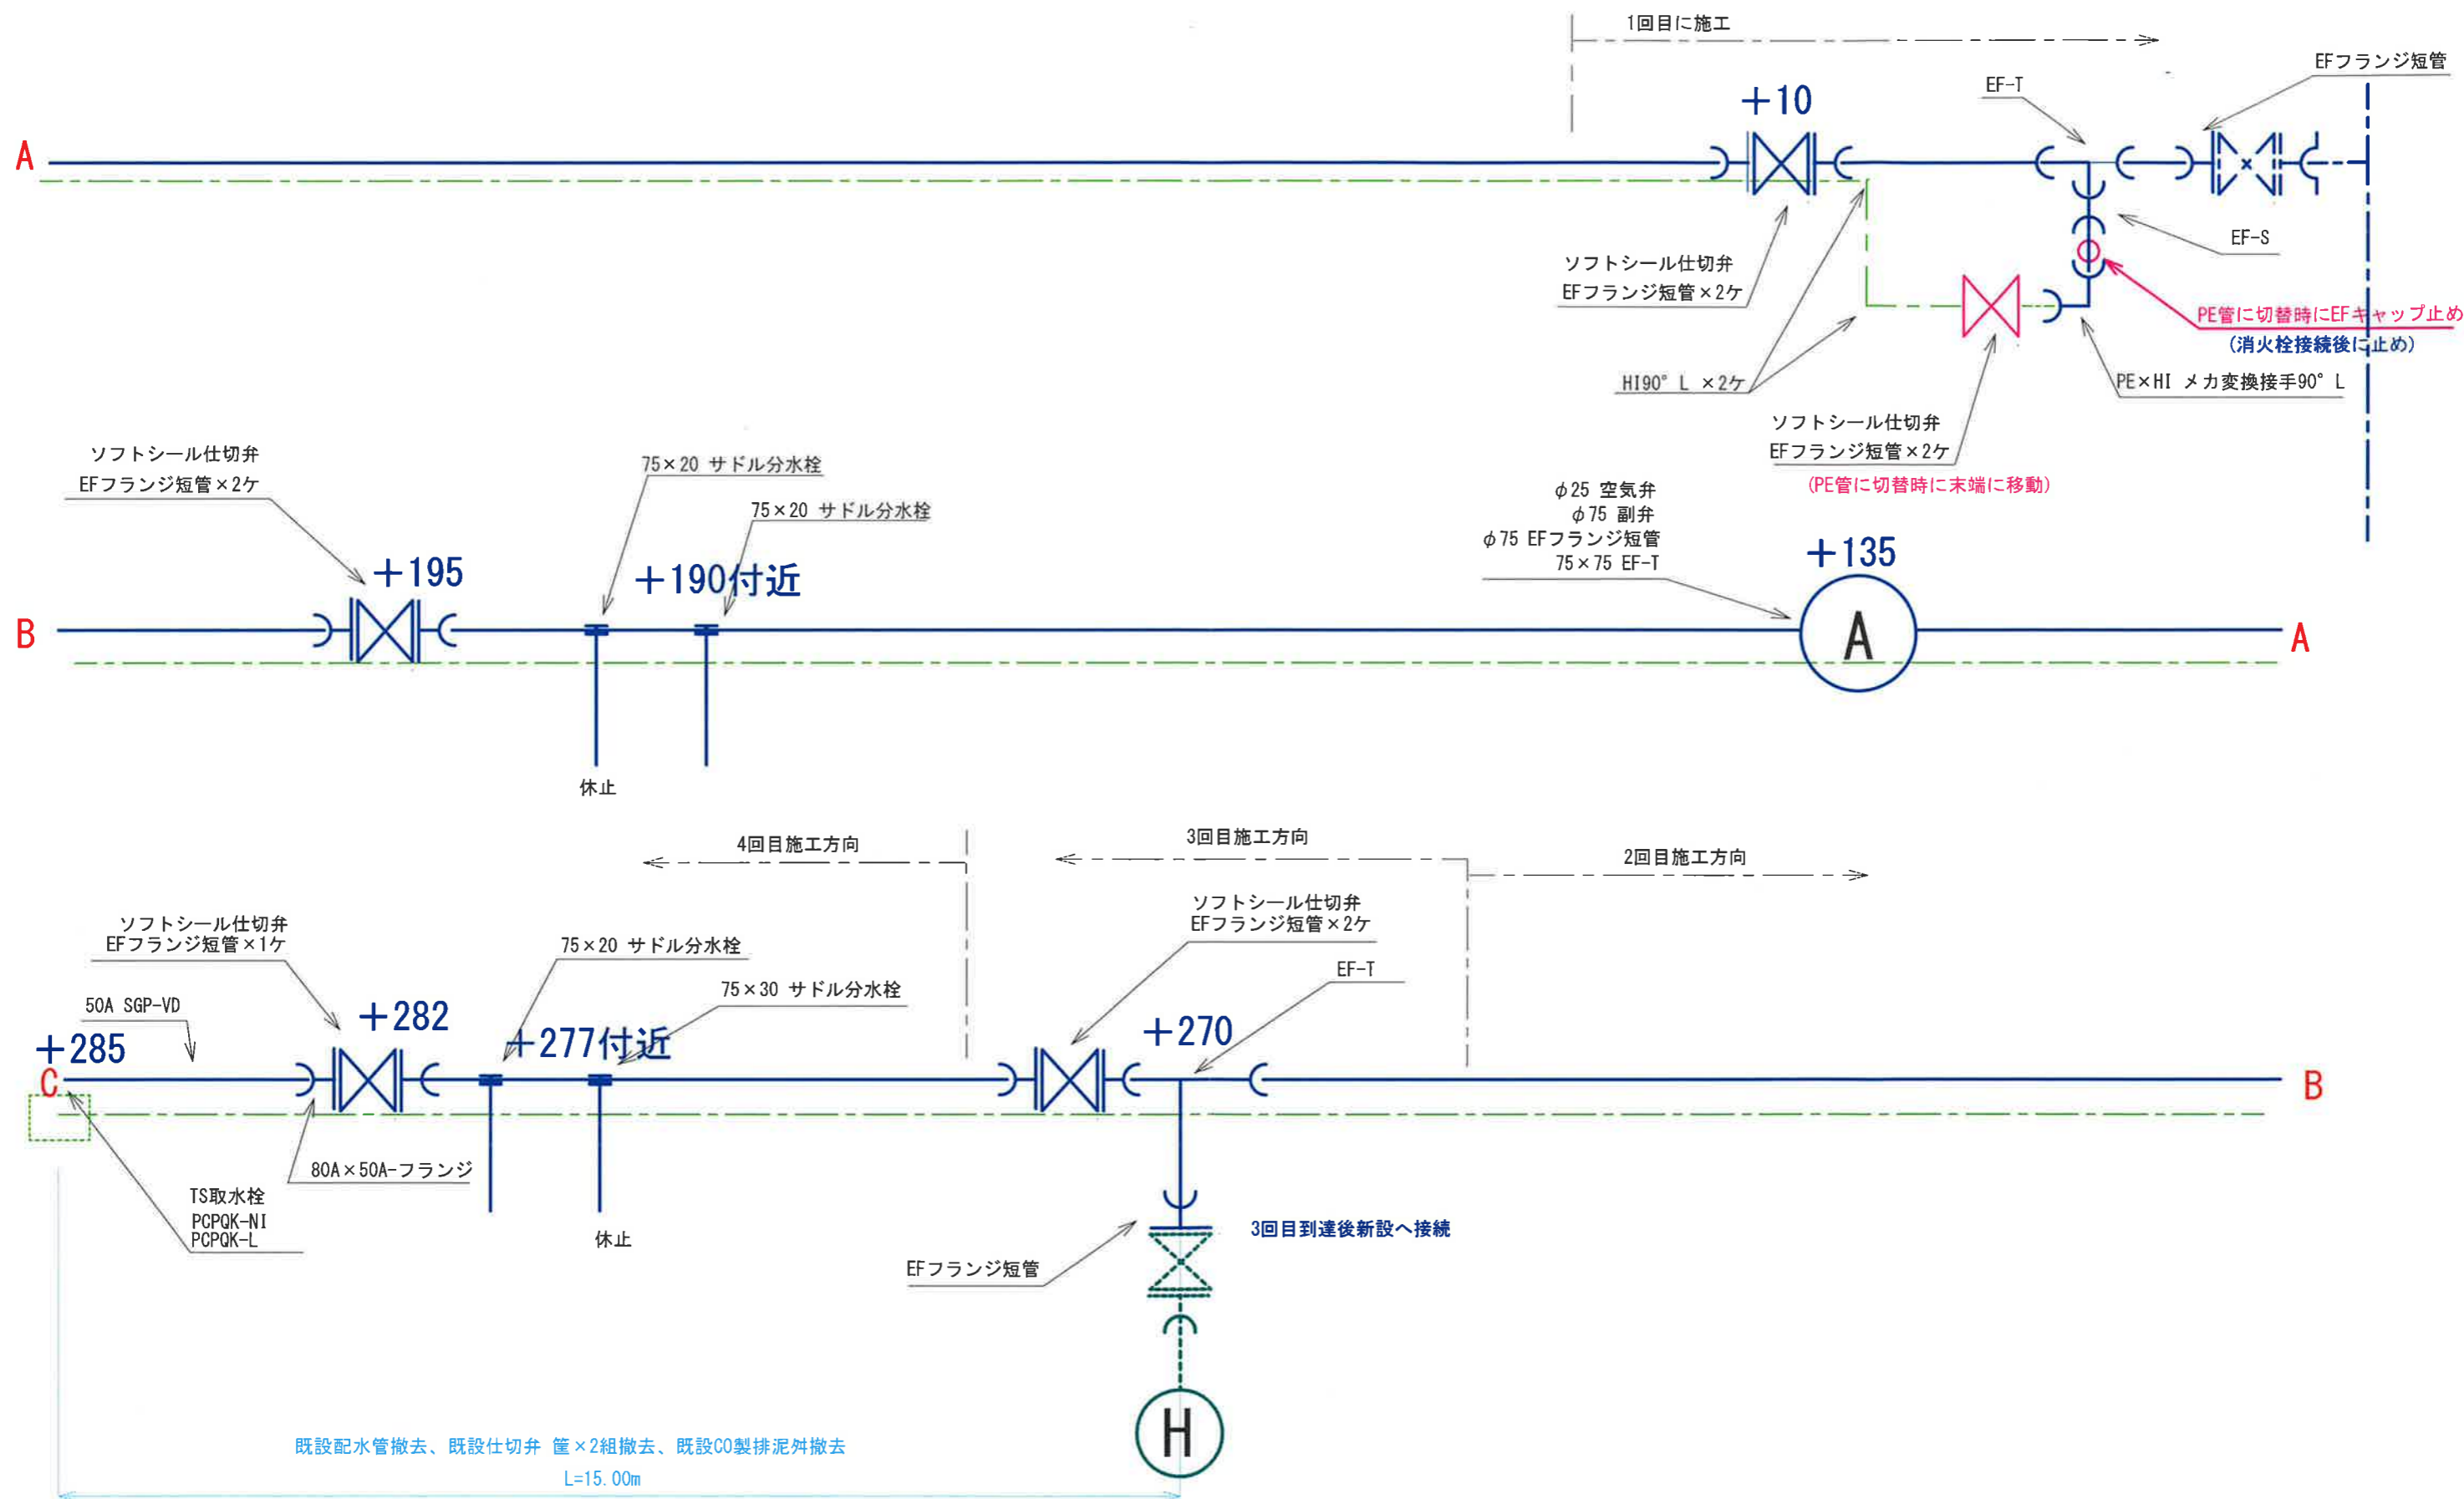 1回目に施工
EFフランジ短管
EF-T
+10
A
EF-S
ソフトシール仕切弁
EFフランジ短管×2ケ
PE管に切替時にEFキャップ止め
(消火栓接続後に止め)
HI90°L ×2ケ
PE×HI メカ変換接手90°L
ソフトシール仕切弁
EFフランジ短管×2ケ
(PE管に切替時に末端に移動)
ソフトシール仕切弁
EFフランジ短管×2ケ
75×20 サドル分水栓
75×20 サドル分水栓
φ25 空気弁
φ75 副弁
φ75 EFフランジ短管
75×75 EF-T
+195
+190付近
+135
B
A
A
休止
4回目施工方向
3回目施工方向
2回目施工方向
ソフトシール仕切弁
EFフランジ短管×1ケ
75×20 サドル分水栓
75×30 サドル分水栓
ソフトシール仕切弁
EFフランジ短管×2ケ
EF-T
50A SGP-VD
+285
+282
+277付近
+270
C
B
80A×50A-フランジ
TS取水栓
PCPQK-NI
PCPQK-L
休止
3回目到達後新設へ接続
EFフランジ短管
H
既設配水管撤去、既設仕切弁 筐×2組撤去、既設CO製排泥舛撤去
L=15.00m